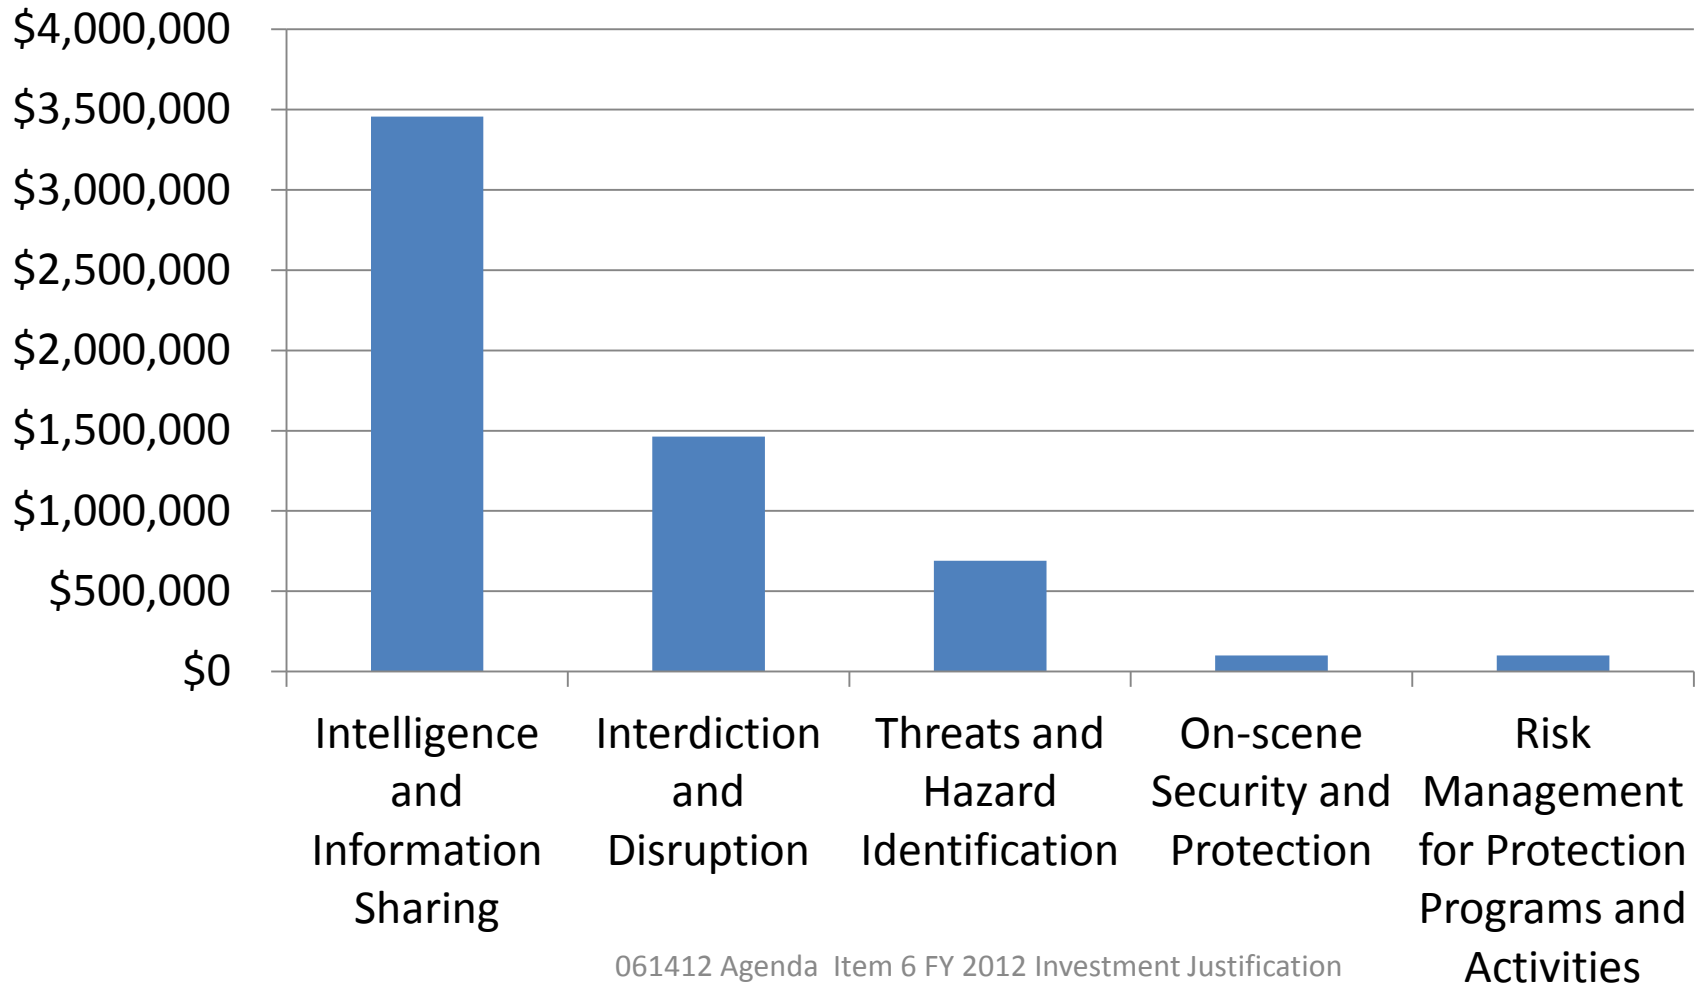 $4,000,000
$3,500,000
$3,000,000
$2,500,000
$2,000,000
$1,500,000
$1,000,000
$500,000
$0
Intelligence
and
Information
Sharing
Interdiction
and
Disruption
Threats and
Hazard
Identification
On-scene
Security and
Protection
Risk
Management
for Protection
Programs and
Activities
061412 Agenda Item 6 FY 2012 Investment Justification